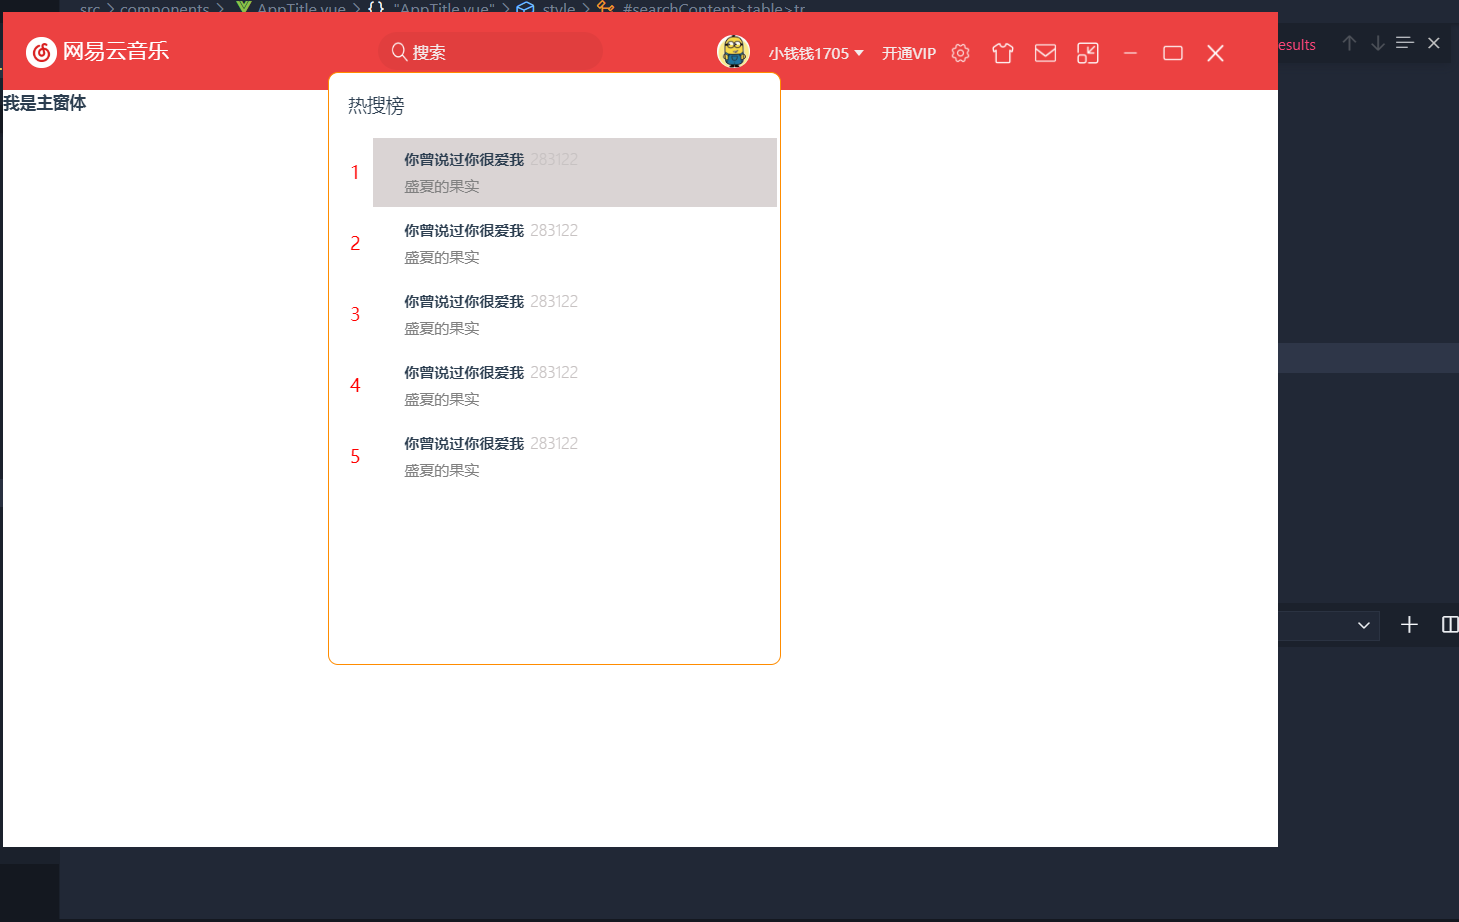 src > components > AppTitle.vue > {} "AppTitle.vue" > style > #searchContent>table>tr
网易云音乐
搜索
小钱钱1705
开通VIP
esults
我是主窗体
热搜榜
1
你曾说过你很爱我 283122
盛夏的果实
2
你曾说过你很爱我 283122
盛夏的果实
3
你曾说过你很爱我 283122
盛夏的果实
4
你曾说过你很爱我 283122
盛夏的果实
5
你曾说过你很爱我 283122
盛夏的果实